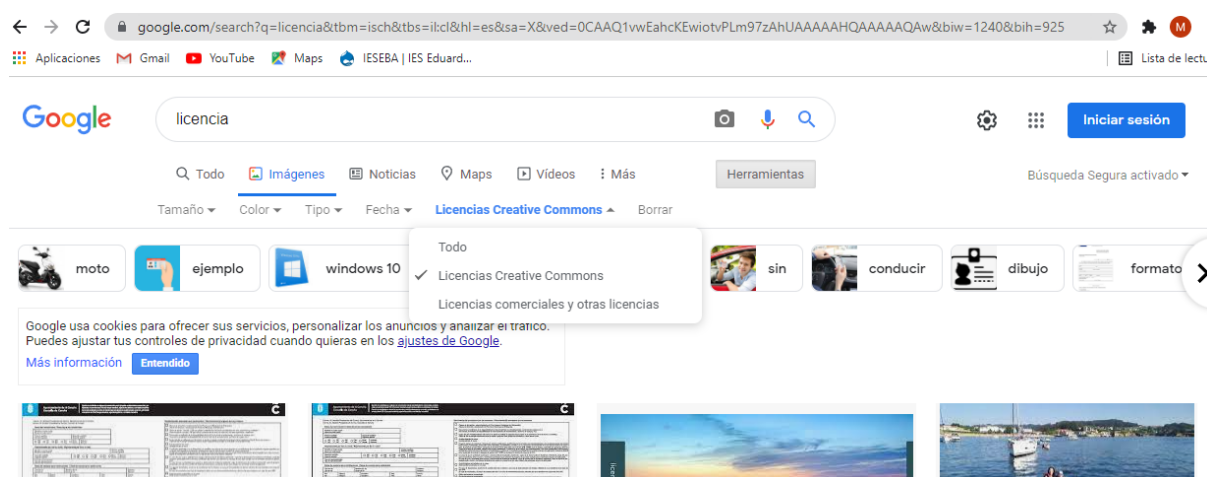 google.com/search?q=licencia&tbm=isch&tbs=il:cl&hl=es&sa=X&ved=0CAAQ1vwEahcKEwiotvPLm97zAhUAAAAAHQAAAAAQAw&biw=1240&bih=925
M
Aplicaciones Gmail YouTube Maps IESEBA | IES Eduard... Lista de lectu
Google licencia Iniciar sesión
Todo Imágenes Noticias Maps Vídeos Más Herramientas Búsqueda Segura activado
Tamaño Color Tipo Fecha Licencias Creative Commons Borrar
Todo
Licencias Creative Commons
Licencias comerciales y otras licencias
moto ejemplo windows 10 sin conducir dibujo formato
Google usa cookies para ofrecer sus servicios, personalizar los anuncios y analizar el tráfico.
Puedes ajustar tus controles de privacidad cuando quieras en los ajustes de Google.
Más información Entendido